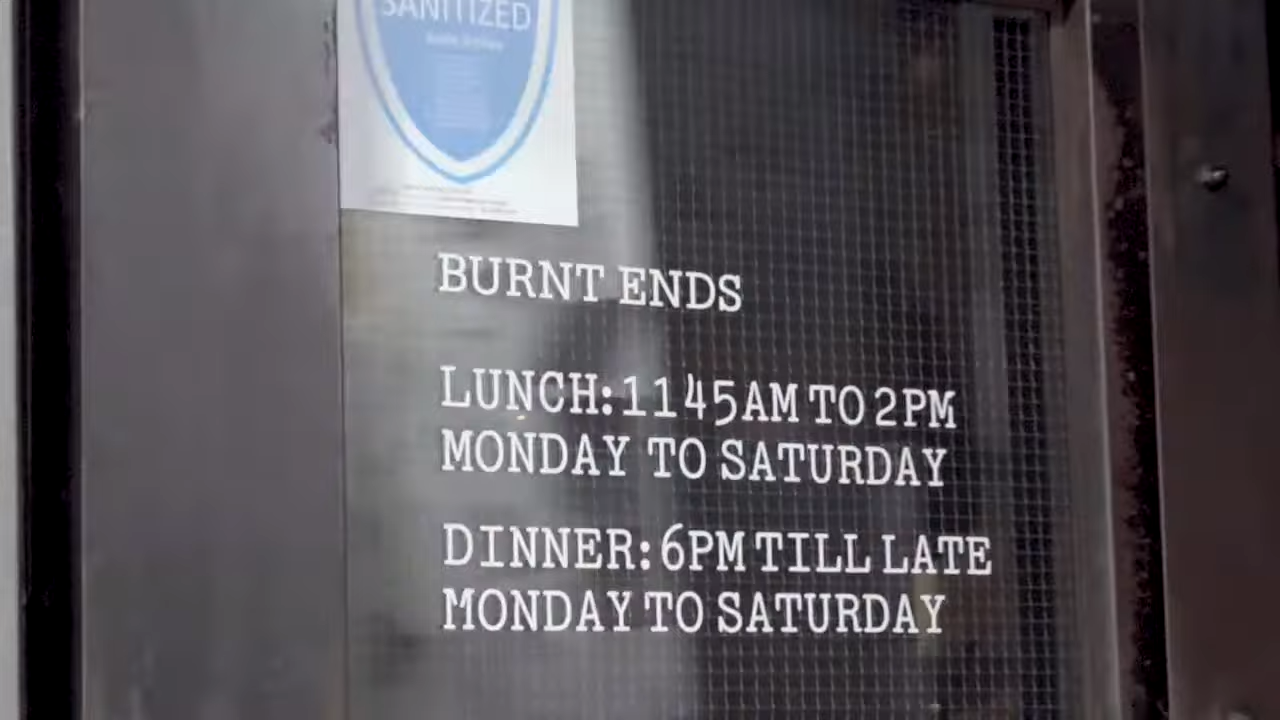 SANITIZED
BURNT ENDS
LUNCH: 1145AM TO 2PM
MONDAY TO SATURDAY
DINNER: 6PM TILL LATE
MONDAY TO SATURDAY